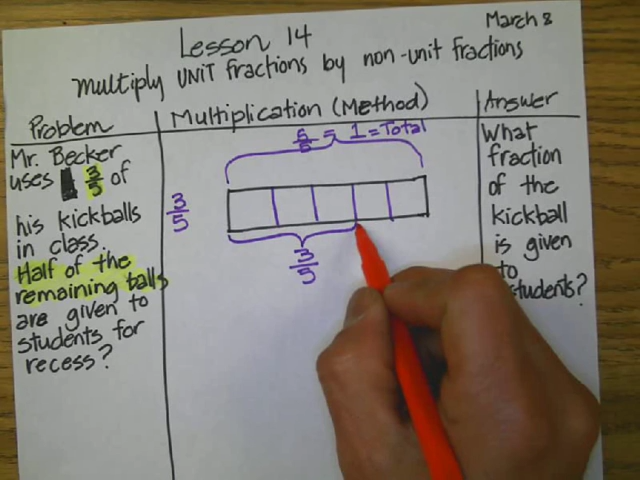 March 8
Lesson 14
Multiply UNIT fractions by non-unit fractions
Problem
Multiplication (Method)
Answer
Mr. Becker
uses 3/5 of
his kickballs
in class.
Half of the
remaining balls
are given to
students for
recess?
5/5 = 1 = Total
3/5
3/5
What
fraction
of the
kickball
is given
to
students?